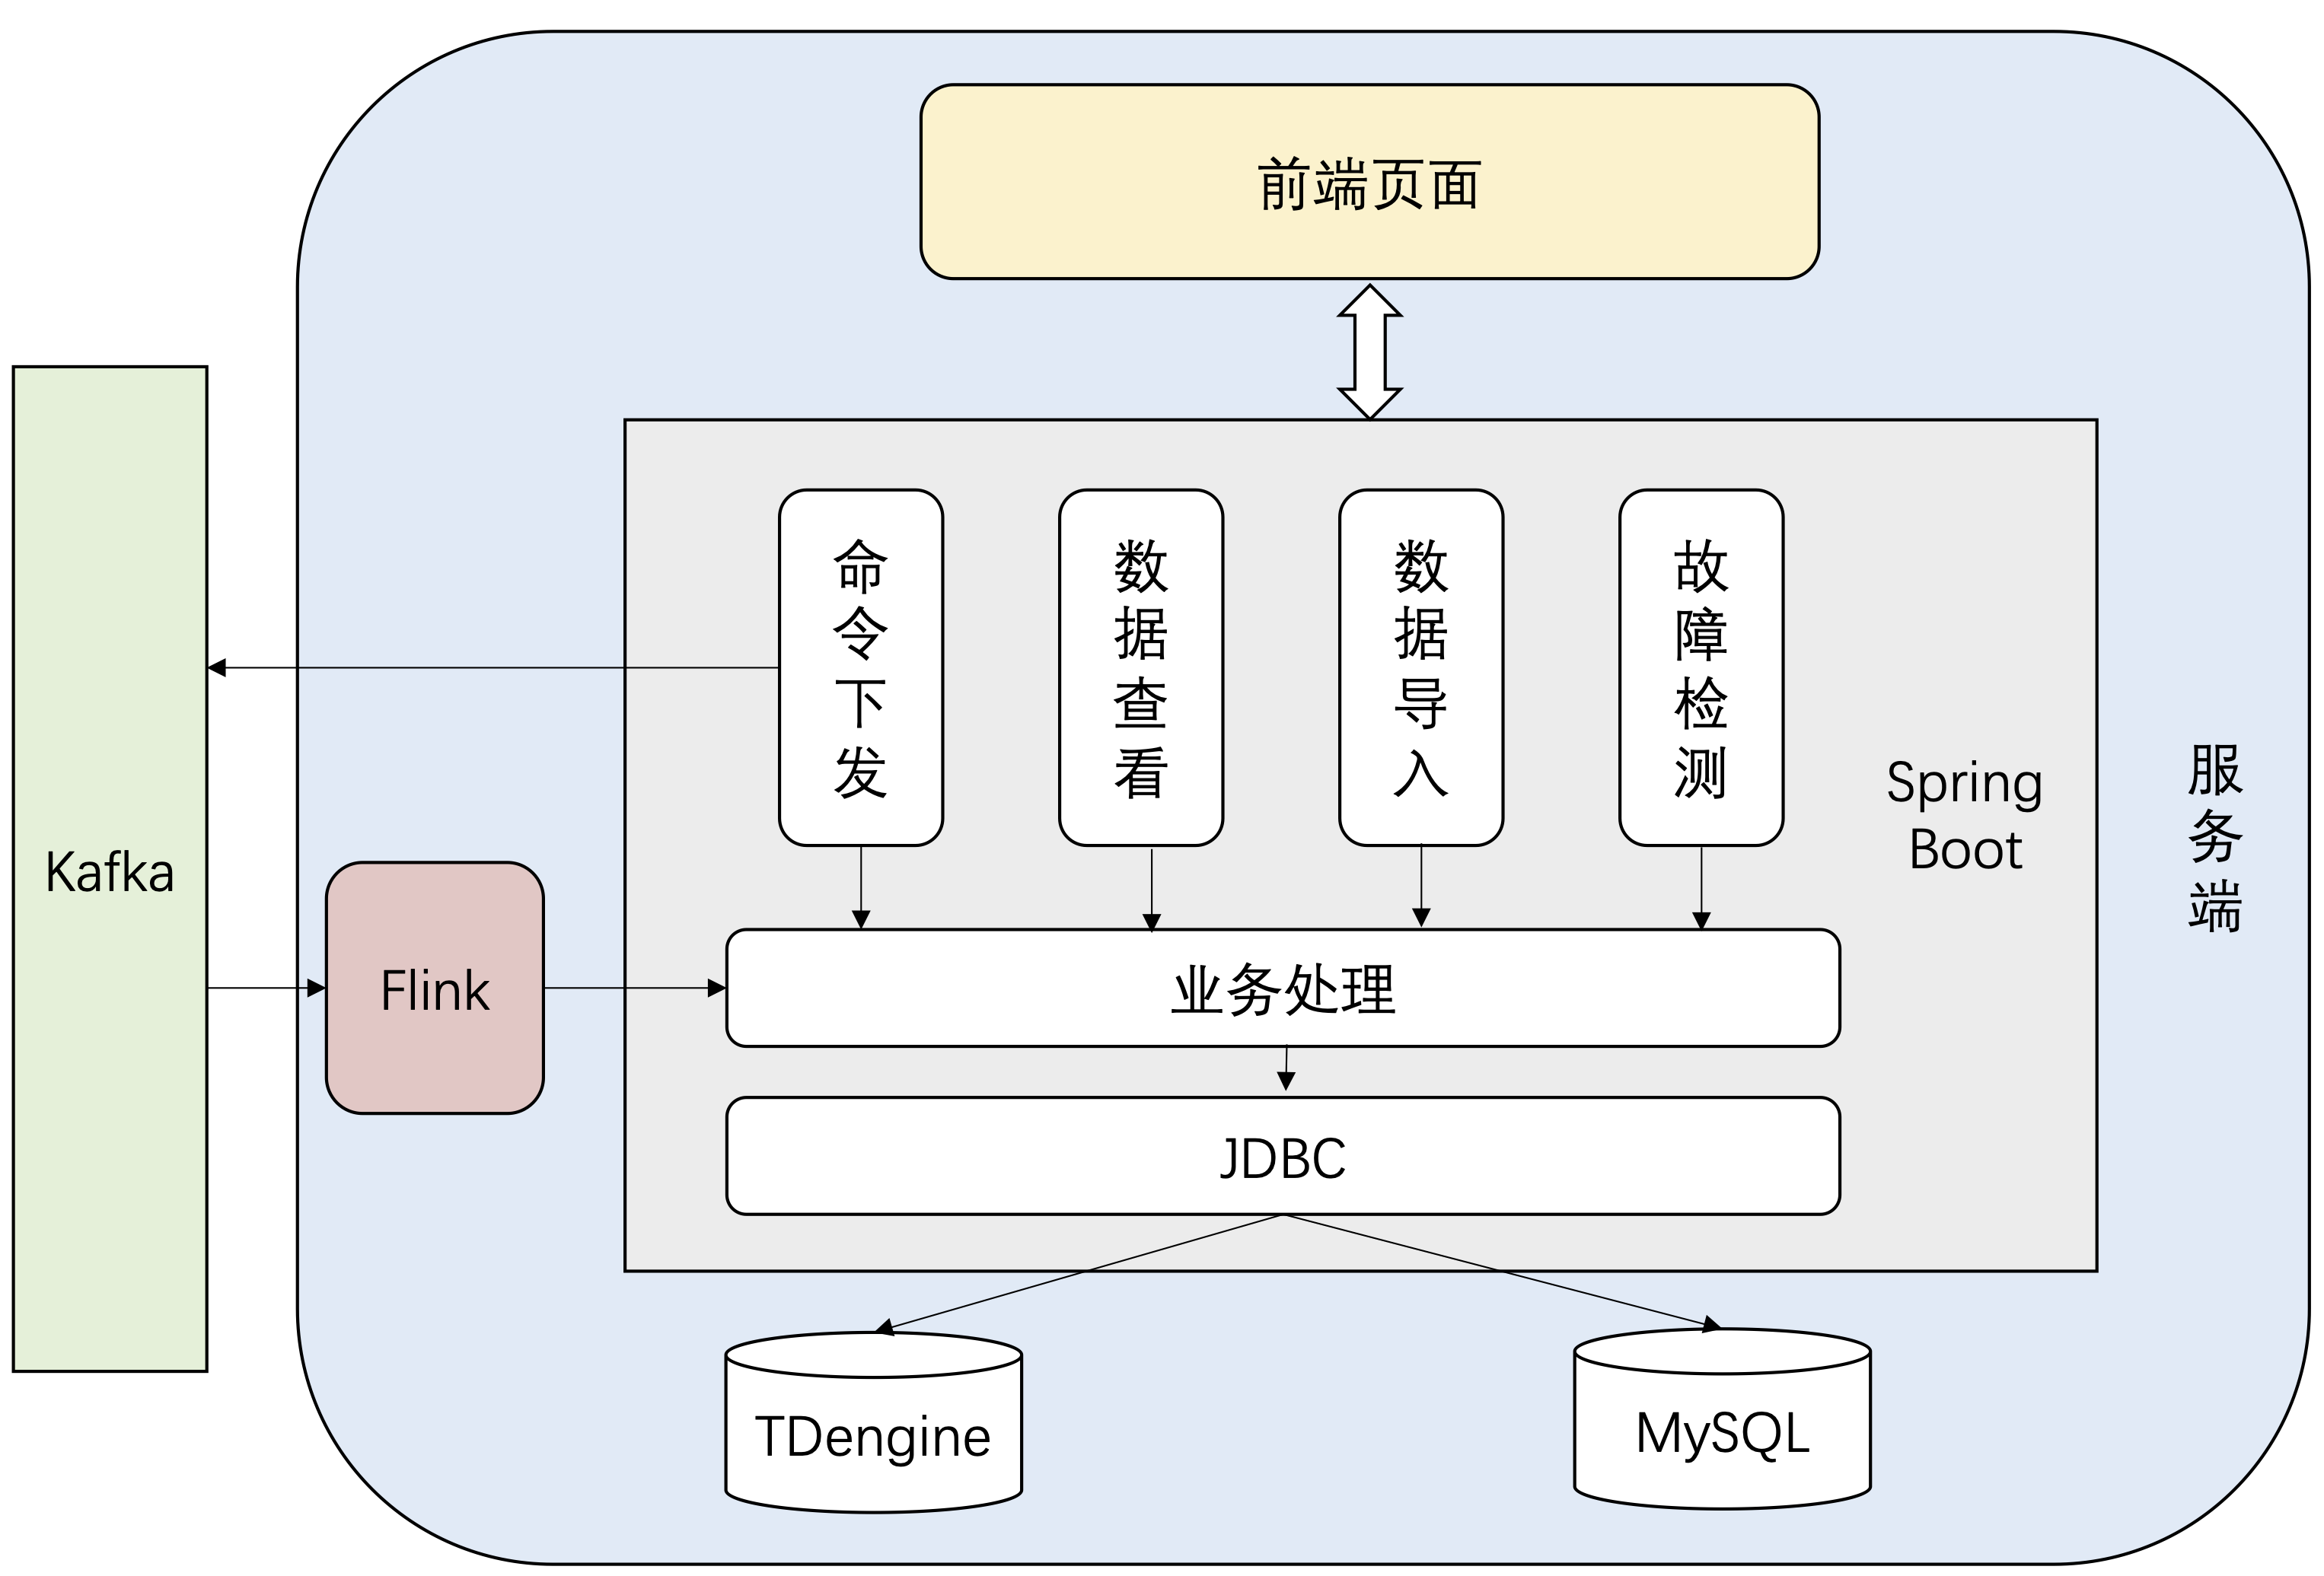 前端页面
命令下发
数据查看
数据导入
故障检测
Spring
Boot
服务端
Kafka
Flink
业务处理
JDBC
TDengine
MySQL